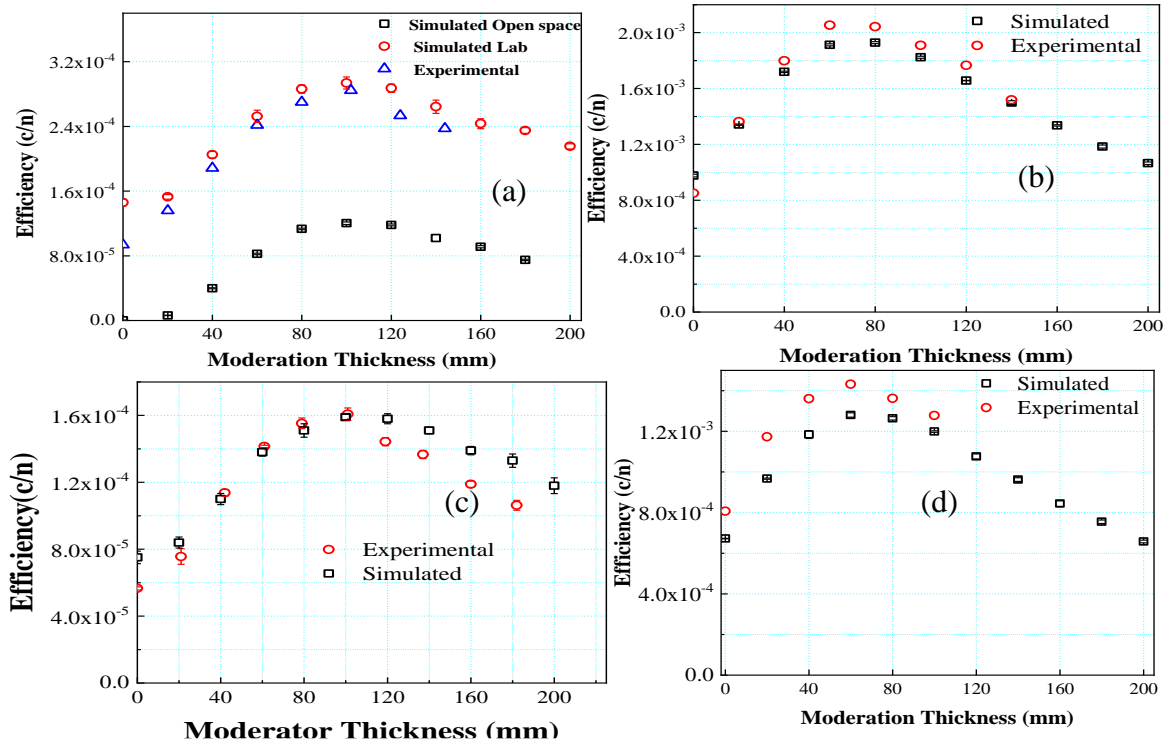 Simulated Open space
Simulated Lab
Experimental
3.2x10⁻⁴
2.4x10⁻⁴
1.6x10⁻⁴
8.0x10⁻⁵
0.0
Efficiency (c/n)
(a)
0 40 80 120 160 200
Moderation Thickness (mm)
Simulated
Experimental
2.0x10⁻³
1.6x10⁻³
1.2x10⁻³
8.0x10⁻⁴
4.0x10⁻⁴
0.0
Efficiency (c/n)
(b)
0 40 80 120 160 200
Moderation Thickness (mm)
1.6x10⁻⁴
1.2x10⁻⁴
8.0x10⁻⁵
4.0x10⁻⁵
0.0
Efficiency(c/n)
(c)
Experimental
Simulated
0 40 80 120 160 200
Moderator Thickness (mm)
Simulated
Experimental
1.2x10⁻³
8.0x10⁻⁴
4.0x10⁻⁴
0.0
Efficiency (c/n)
(d)
0 40 80 120 160 200
Moderation Thickness (mm)